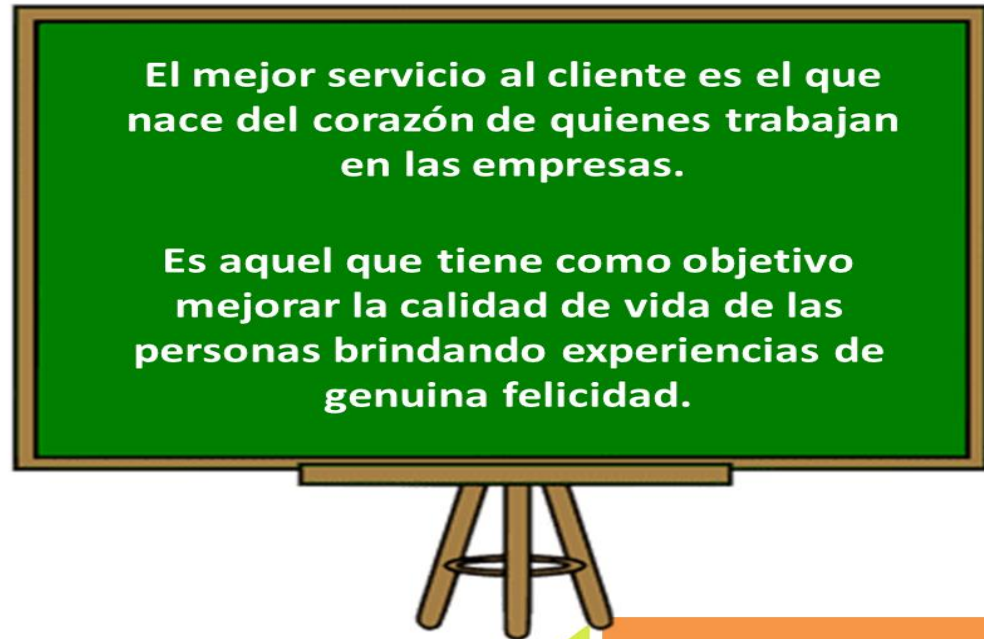 El mejor servicio al cliente es el que
nace del corazón de quienes trabajan
en las empresas.
Es aquel que tiene como objetivo
mejorar la calidad de vida de las
personas brindando experiencias de
genuina felicidad.